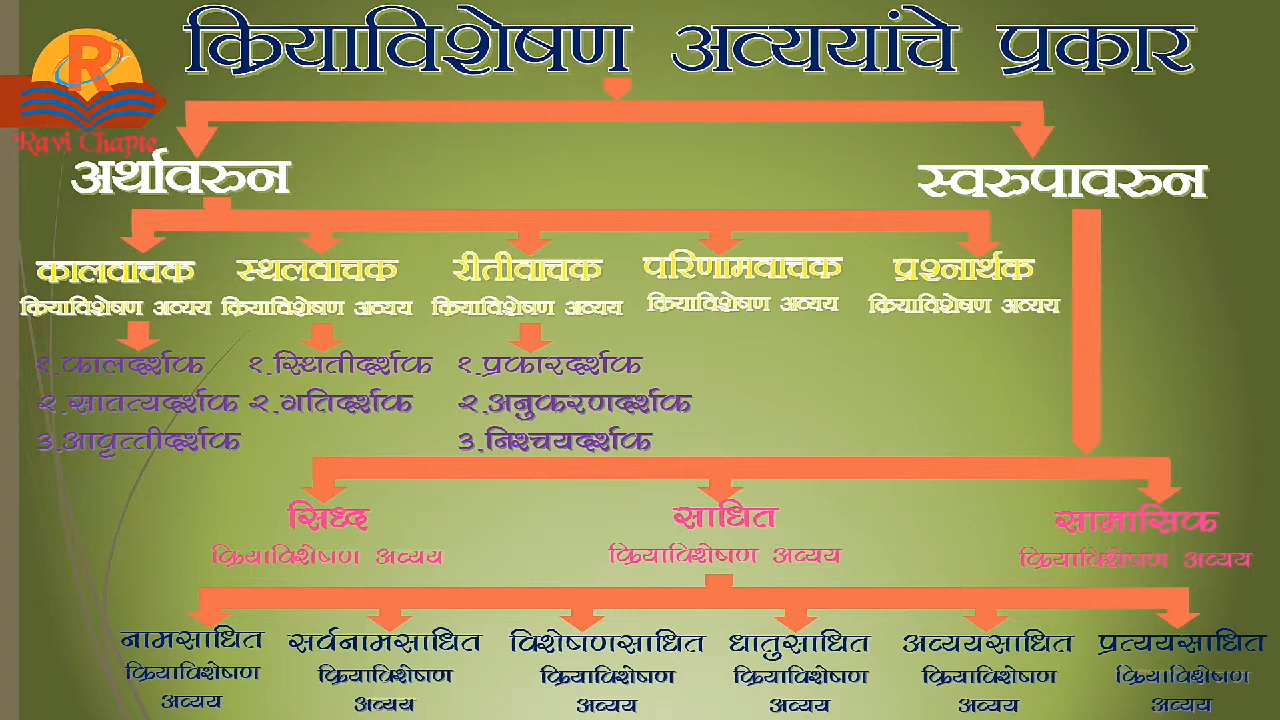 क्रियाविशेषण अव्ययांचे प्रकार
R
Ravi Chapte
अर्थावरुन
स्वरुपावरुन
कालवाचक स्थलवाचक रीतीवाचक परिणामवाचक प्रश्नार्थक
क्रियाविशेषण अव्यय क्रियाविशेषण अव्यय क्रियाविशेषण अव्यय क्रियाविशेषण अव्यय क्रियाविशेषण अव्यय
१.कालदर्शक १.स्थितीदर्शक १.प्रकारदर्शक
२.सातत्यदर्शक २.गतिदर्शक २.अनुकरणदर्शक
३.आवृत्तीदर्शक ३.निश्चयदर्शक
सिध्द साधित सामासिक
क्रियाविशेषण अव्यय क्रियाविशेषण अव्यय क्रियाविशेषण अव्यय
नामसाधित सर्वनामसाधित विशेषणसाधित धातुसाधित अव्ययसाधित प्रत्ययसाधित
क्रियाविशेषण क्रियाविशेषण क्रियाविशेषण क्रियाविशेषण क्रियाविशेषण क्रियाविशेषण
अव्यय अव्यय अव्यय अव्यय अव्यय अव्यय